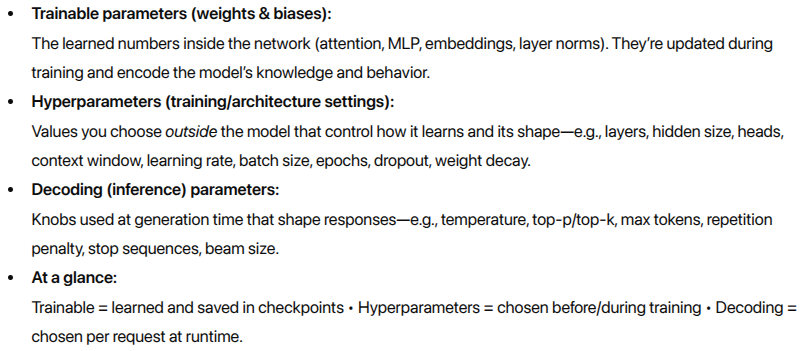 • Trainable parameters (weights & biases):
The learned numbers inside the network (attention, MLP, embeddings, layer norms). They’re updated during
training and encode the model’s knowledge and behavior.
• Hyperparameters (training/architecture settings):
Values you choose outside the model that control how it learns and its shape—e.g., layers, hidden size, heads,
context window, learning rate, batch size, epochs, dropout, weight decay.
• Decoding (inference) parameters:
Knobs used at generation time that shape responses—e.g., temperature, top-p/top-k, max tokens, repetition
penalty, stop sequences, beam size.
• At a glance:
Trainable = learned and saved in checkpoints • Hyperparameters = chosen before/during training • Decoding =
chosen per request at runtime.